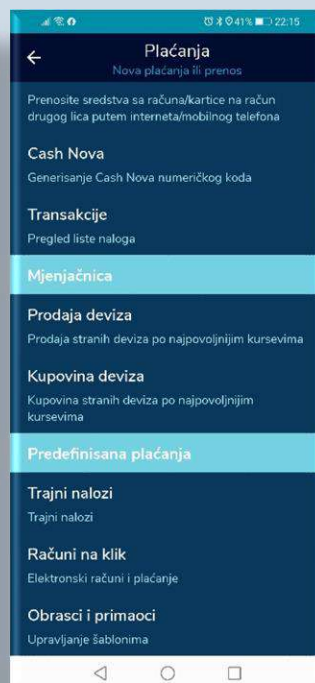 41% 22:15
Plaćanja
Nova plaćanja ili prenos
Prenosite sredstva sa računa/kartice na račun
drugog lica putem interneta/mobilnog telefona
Cash Nova
Generisanje Cash Nova numeričkog koda
Transakcije
Pregled liste naloga
Mjenjačnica
Prodaja deviza
Prodaja stranih deviza po najpovoljnijim kursevima
Kupovina deviza
Kupovina stranih deviza po najpovoljnijim
kursevima
Predefinisana plaćanja
Trajni nalozi
Trajni nalozi
Računi na klik
Elektronski računi i plaćanje
Obrasci i primaoci
Upravljanje šablonima